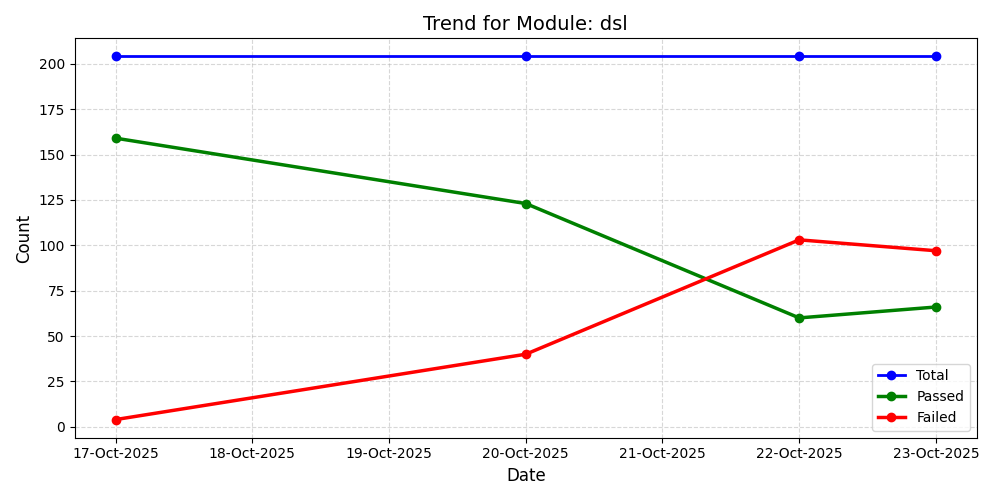 Trend for Module: dsl
Count
200
175
150
125
100
75
50
25
0
17-Oct-2025 18-Oct-2025 19-Oct-2025 20-Oct-2025 21-Oct-2025 22-Oct-2025 23-Oct-2025
Date
Total
Passed
Failed